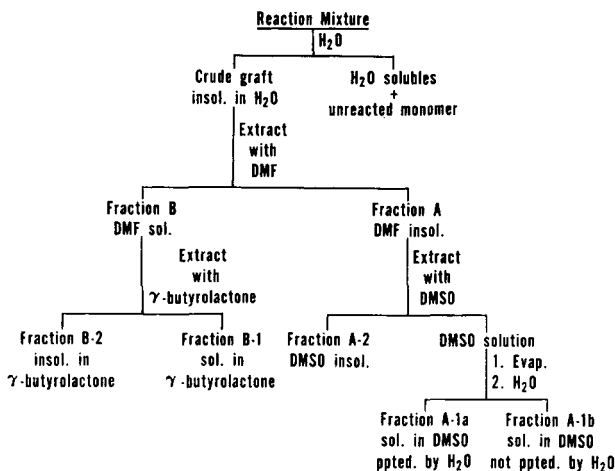 Reaction Mixture
H2O
Crude graft
insol. in H2O
H2O solubles
+
unreacted monomer
Extract
with
DMF
Fraction B
DMF sol.
Fraction A
DMF insol.
Extract
with
γ-butyrolactone
Extract
with
DMSO
Fraction B-2
insol. in
γ-butyrolactone
Fraction B-1
sol. in
γ-butyrolactone
Fraction A-2
DMSO insol.
DMSO solution
1. Evap.
2. H2O
Fraction A-1a
sol. in DMSO
ppted. by H2O
Fraction A-1b
sol. in DMSO
not ppted. by H2O